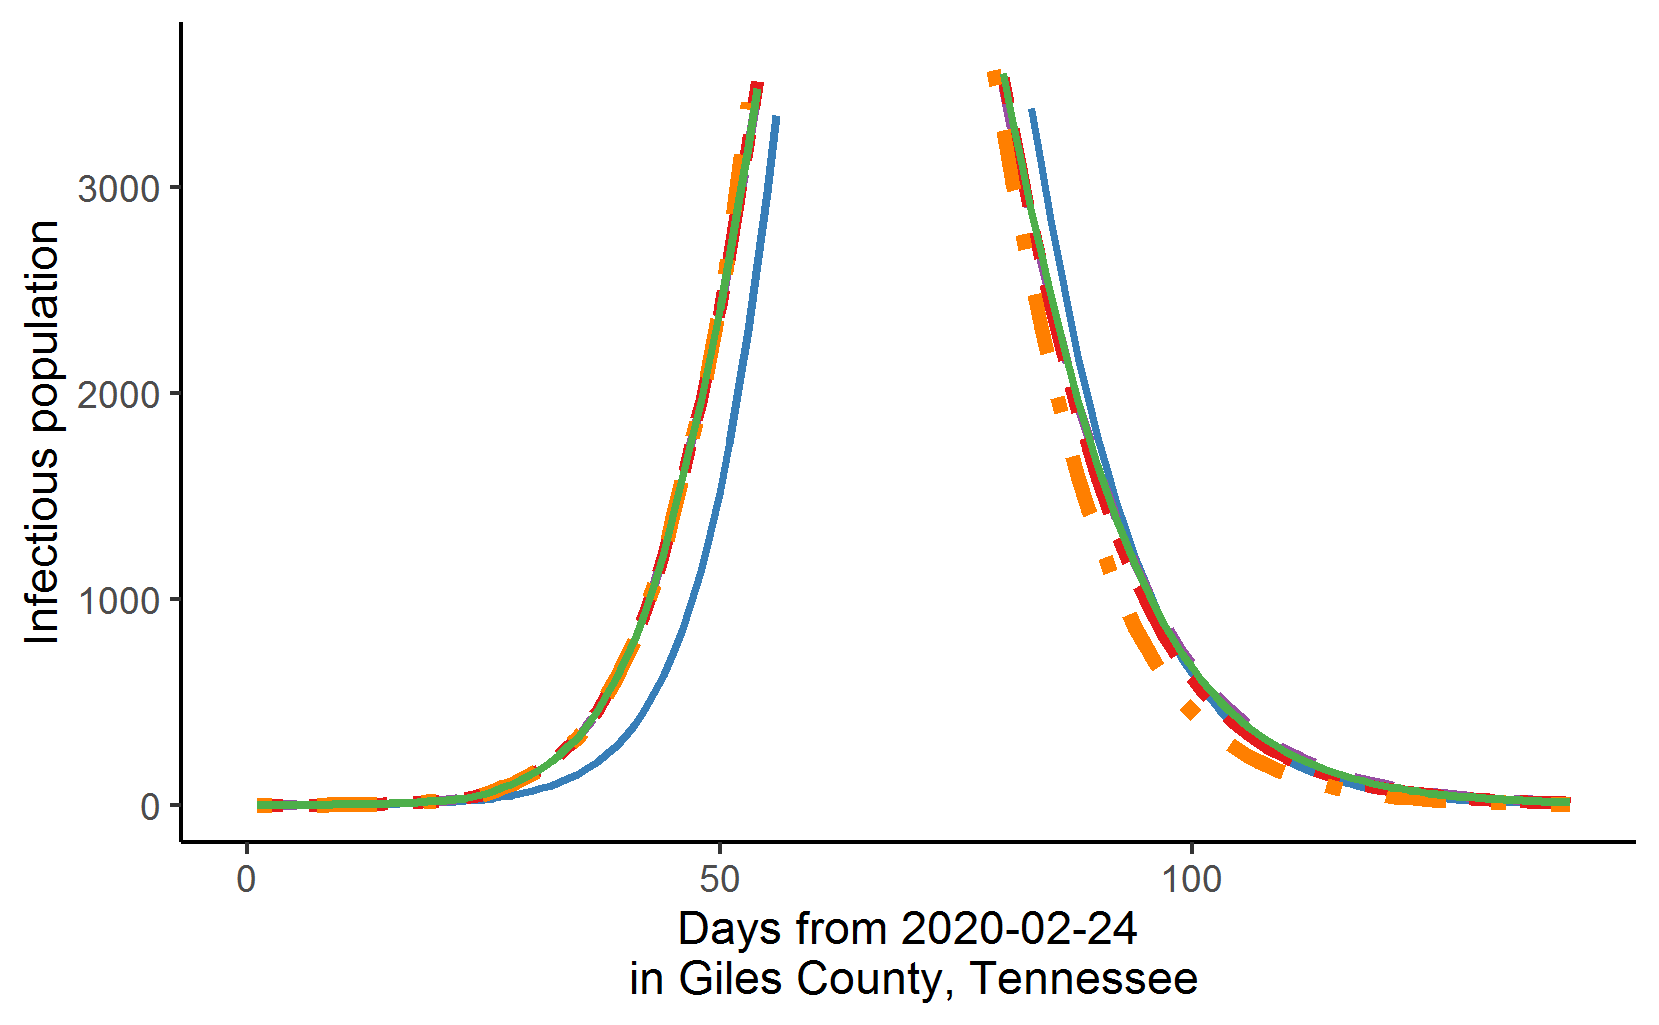 Infectious population
3000
2000
1000
0
0 50 100
Days from 2020-02-24
in Giles County, Tennessee